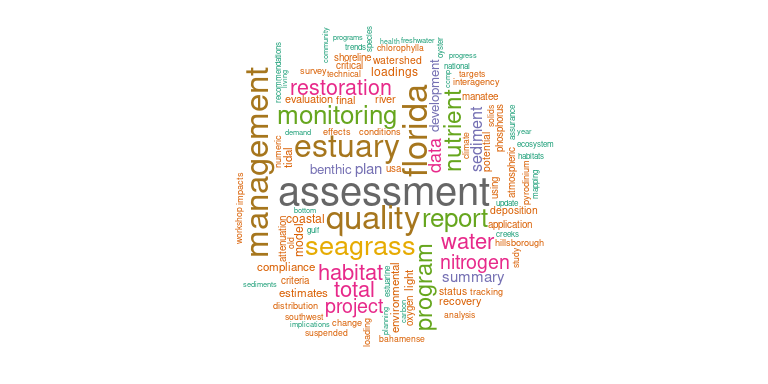 community
programs
species
health
freshwater
trends
chlorophylla
oyster
progress
recommendations
shoreline
critical
watershed
national
living
survey
technical
loadings
ccmp
targets
interagency
management
restoration
florida
development
nutrient
manatee
evaluation
final
river
monitoring
data
sediment
solids
phosphorus
assurance
year
demand
effects
conditions
climate
potential
ecosystem
numeric
tidal
estuary
habitats
benthic
plan
usa
atmospheric
pyrodinium
mapping
workshop
impacts
assessment
using
update
bottom
coastal
quality
report
deposition
gulf
application
attenuation
old
model
seagrass
water
creeks
hillsborough
compliance
habitat
nitrogen
study
criteria
estuarine
environmental
light
program
summary
sediments
estimates
total
status
tracking
distribution
project
carbon
oxygen
recovery
southwest
planning
analysis
implications
change
suspended
loading
bahamense